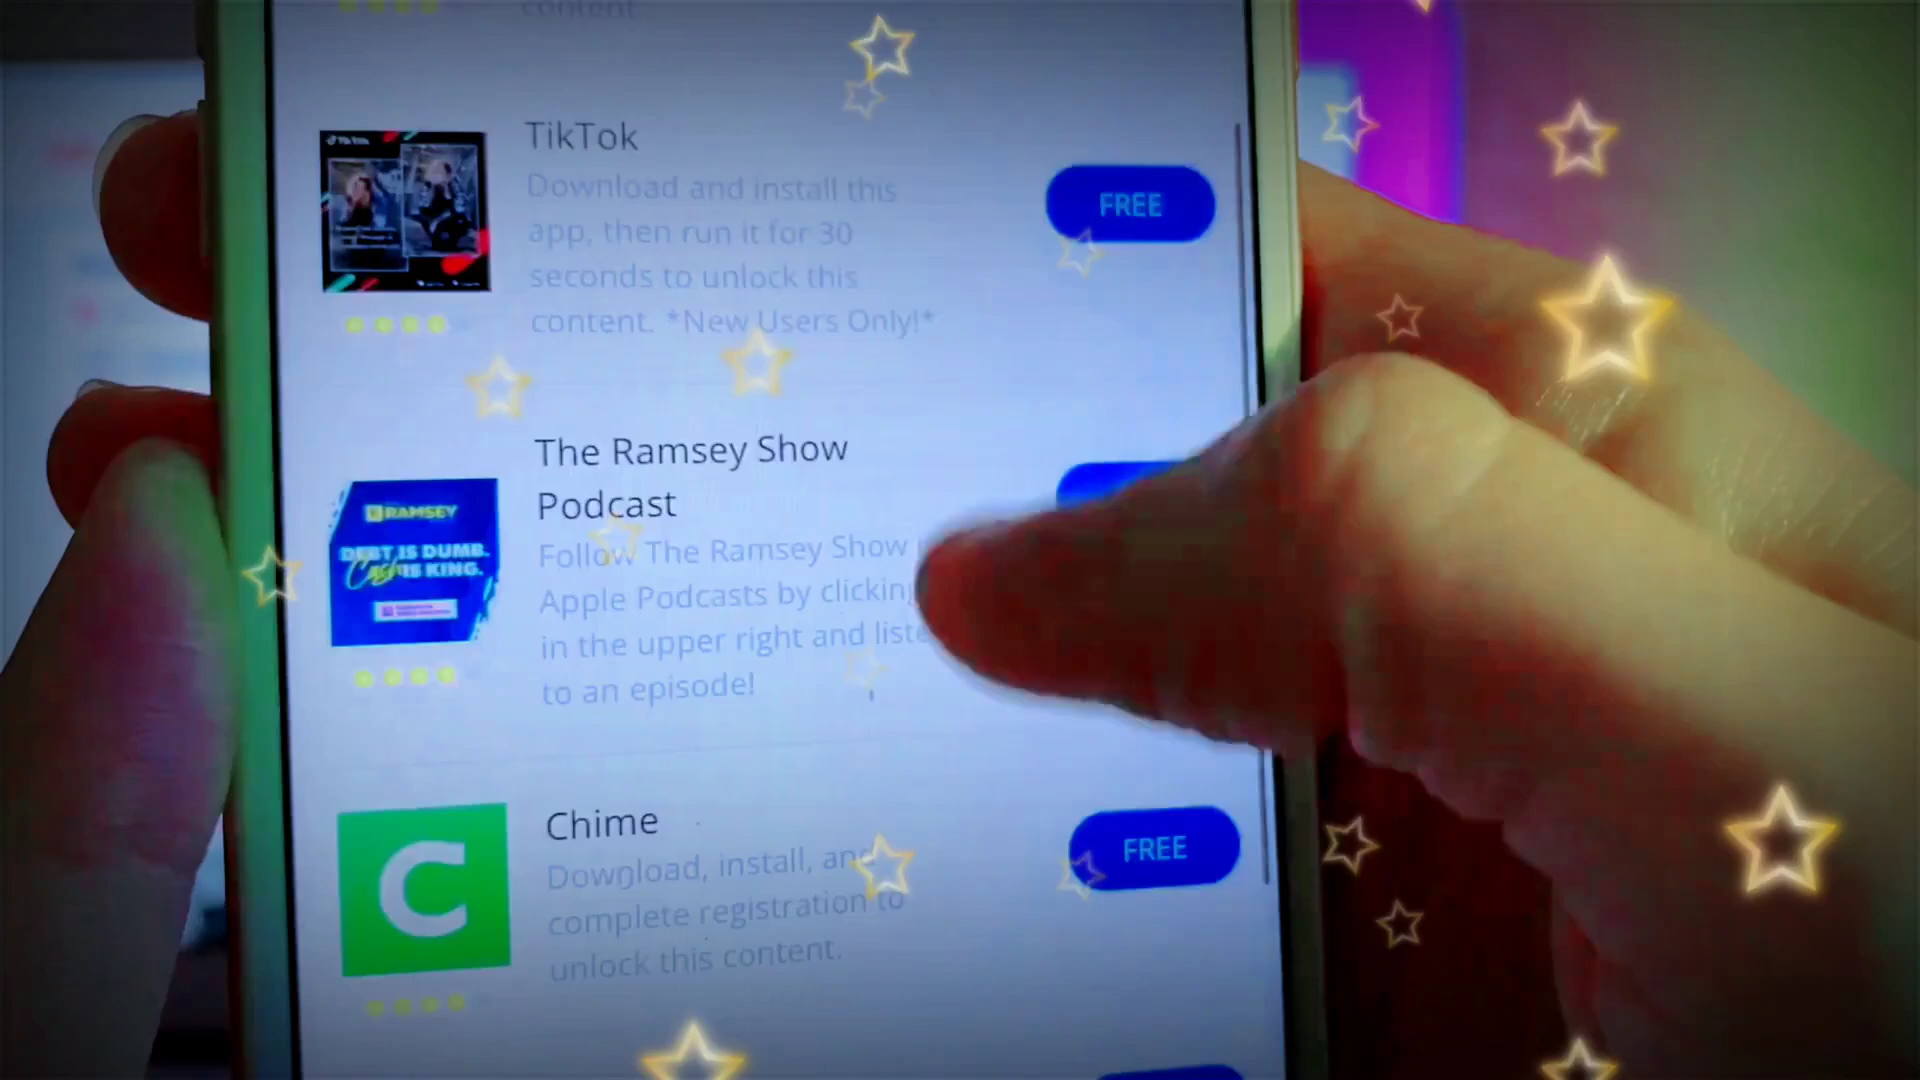 content
TikTok
Download and install this
app, then run it for 30
seconds to unlock this
content. *New Users Only!*
FREE
The Ramsey Show
Podcast
Follow The Ramsey Show
Apple Podcasts by clicking
in the upper right and
to an episode!
RAMSEY
DEBT IS DUMB.
Cash IS KING.
Chime
Download, install, and
complete registration to
unlock this content.
FREE
C